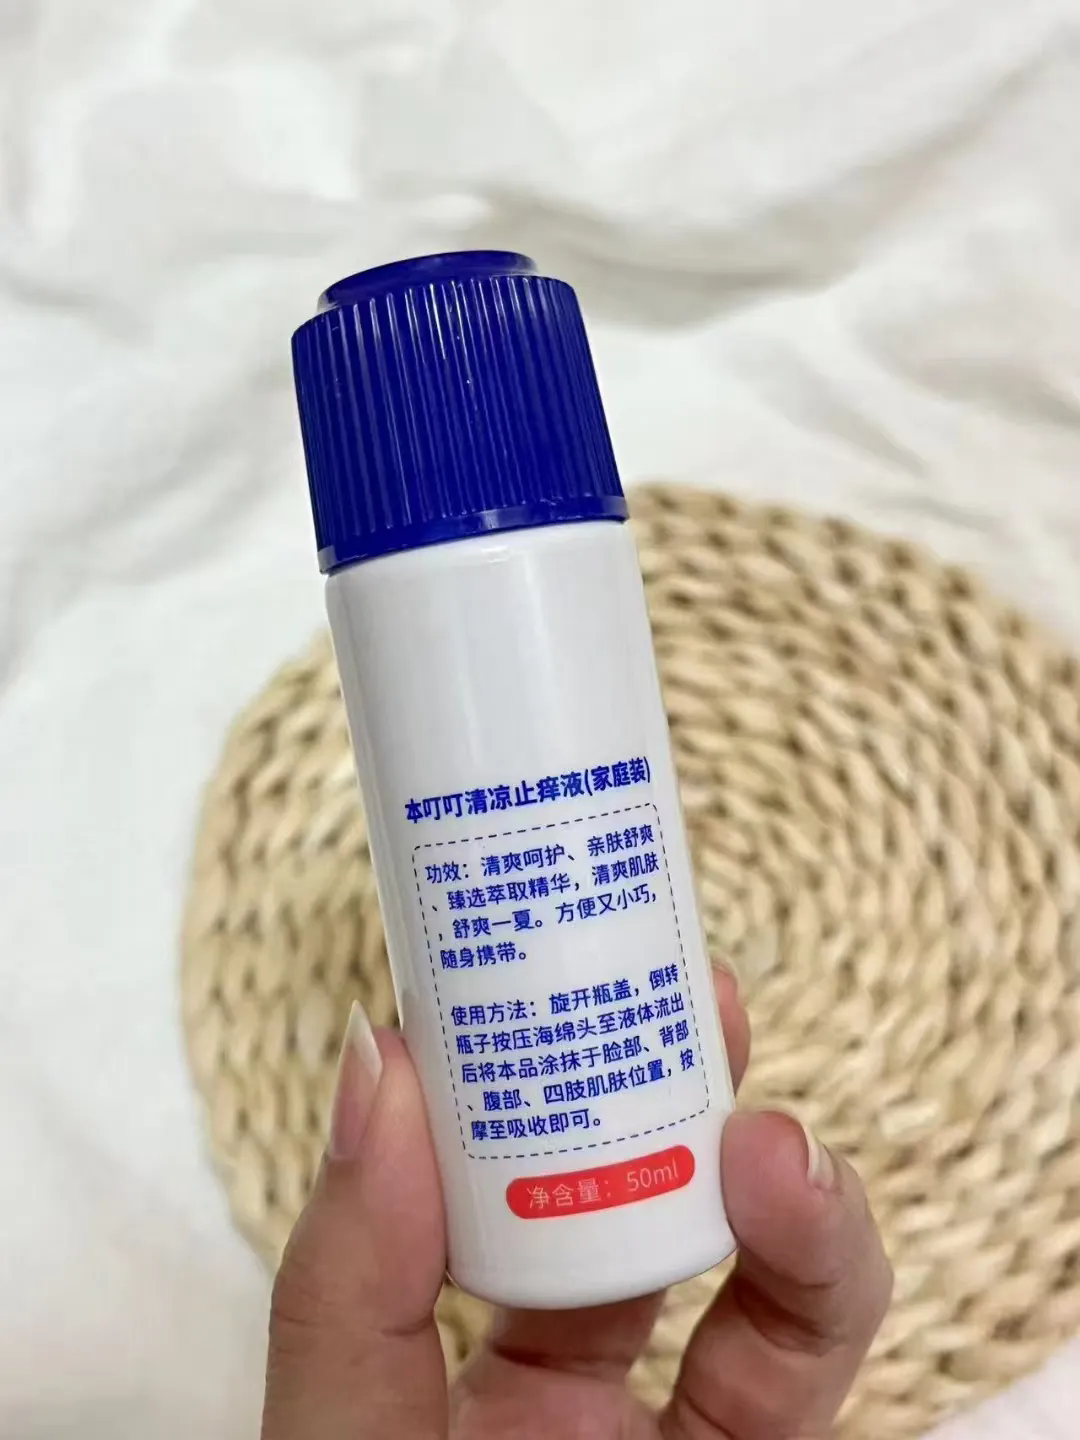 本叮叮清凉止痒液(家庭装)
功效：清爽呵护、亲肤舒爽
、臻选萃取精华，清爽肌肤
，舒爽一夏。方便又小巧，
随身携带。
使用方法：旋开瓶盖，倒转
瓶子按压海绵头至液体流出
后将本品涂抹于脸部、背部
、腹部、四肢肌肤位置，按
摩至吸收即可。
净含量：50ml